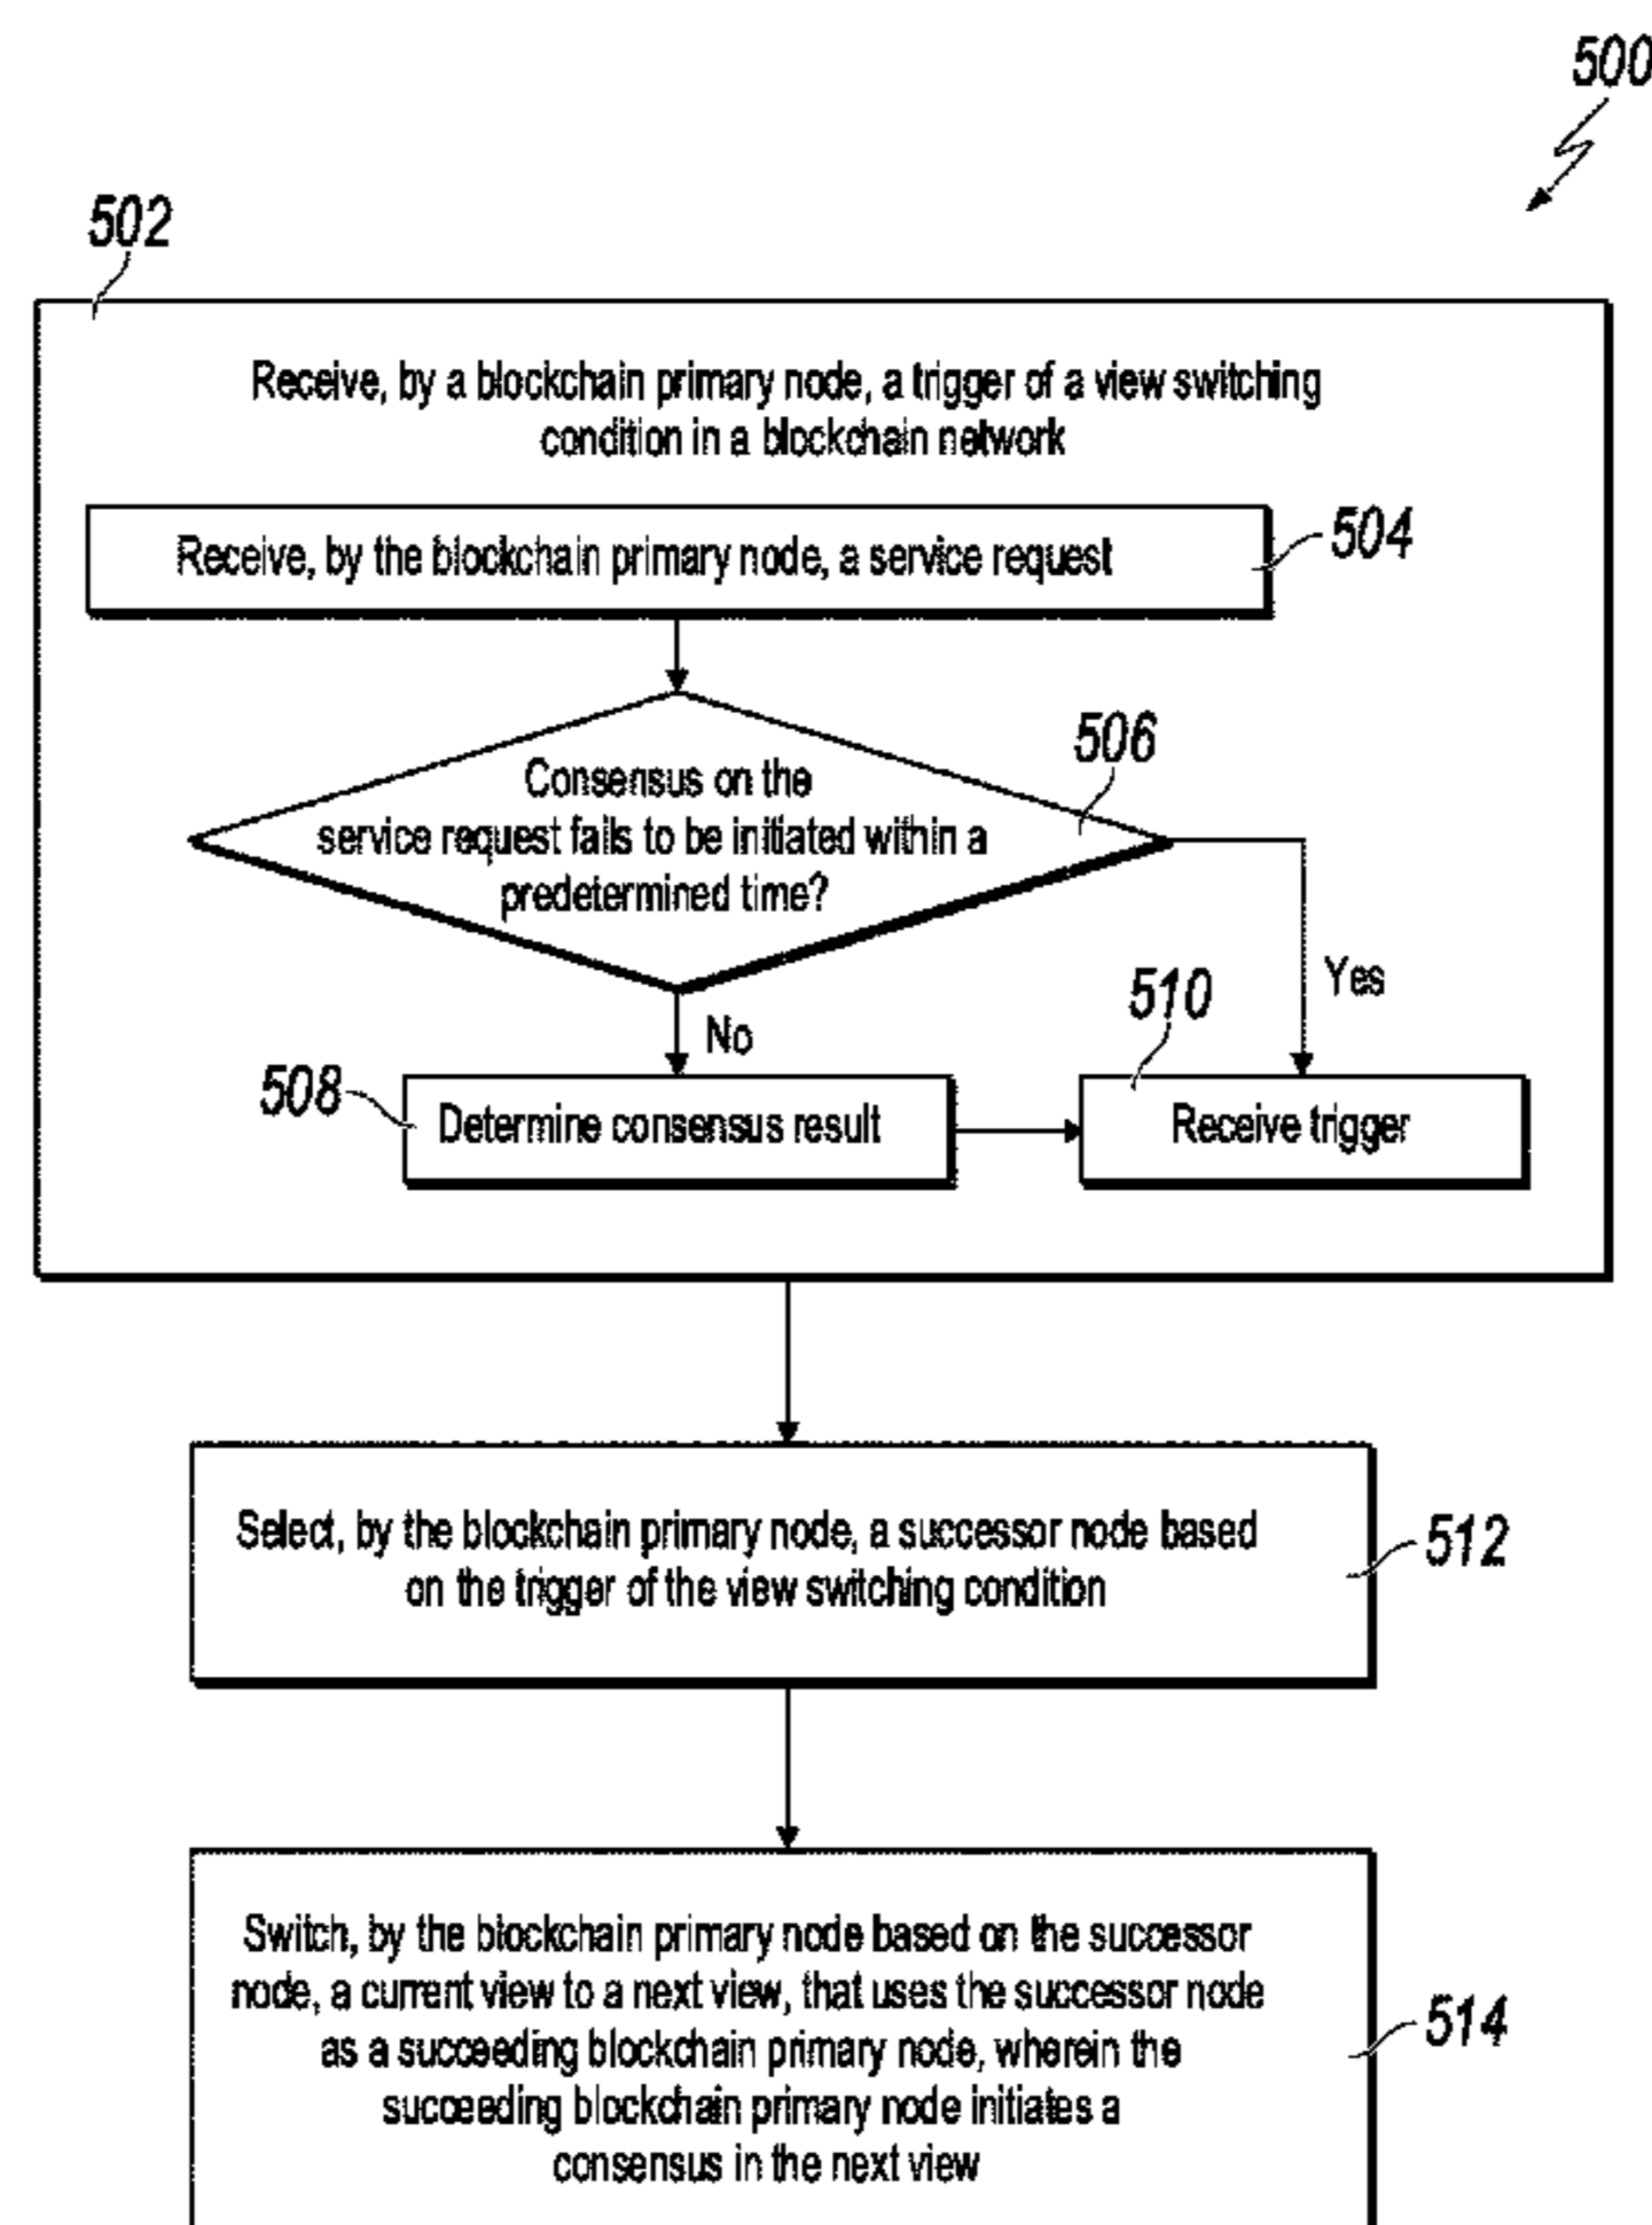 500
502
Receive, by a blockchain primary node, a trigger of a view switching
condition in a blockchain network
Receive, by the blockchain primary node, a service request
504
506
Consensus on the
service request fails to be initiated within a
predetermined time?
Yes
510
No
508
Determine consensus result
Receive trigger
Select, by the blockchain primary node, a successor node based
on the trigger of the view switching condition
512
Switch, by the blockchain primary node based on the successor
node, a current view to a next view, that uses the successor node
as a succeeding blockchain primary node, wherein the
succeeding blockchain primary node initiates a
consensus in the next view
514